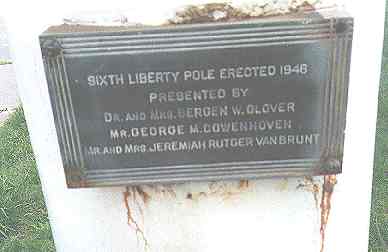 SIXTH LIBERTY POLE ERECTED 1946
PRESENTED BY
DR. AND MRS. BERGEN W. GLOVER
MR. GEORGE M. COWENHOVEN
MR. AND MRS. JEREMIAH RUTGER VAN BRUNT